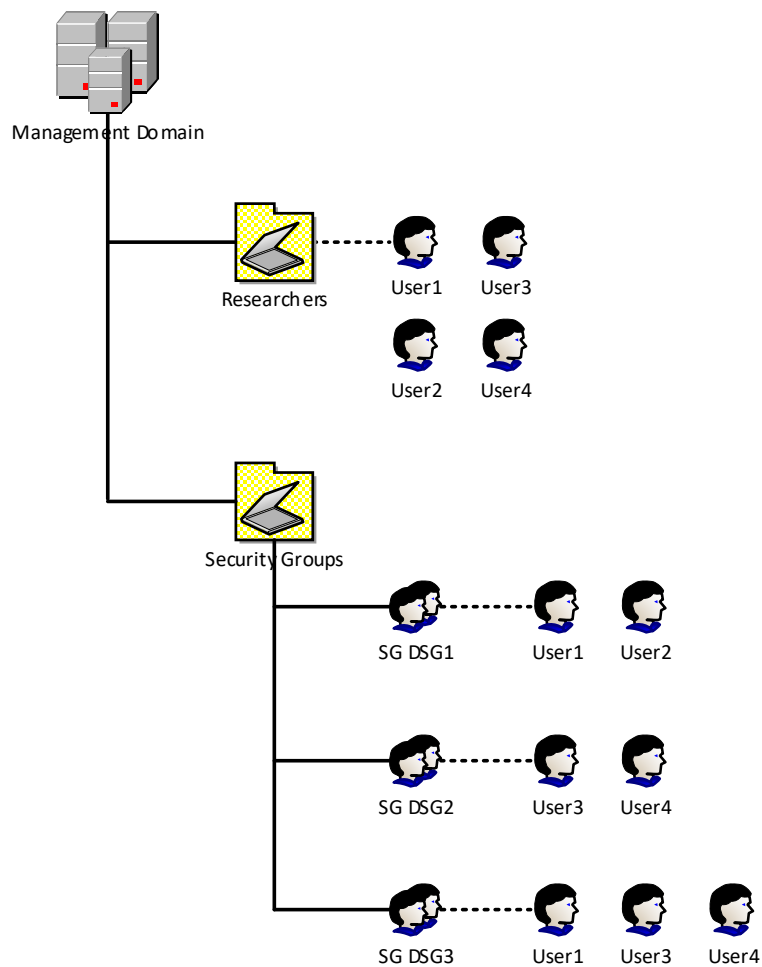 Management Domain
Researchers
User1 User3
User2 User4
Security Groups
SG DSG1 User1 User2
SG DSG2 User3 User4
SG DSG3 User1 User3 User4